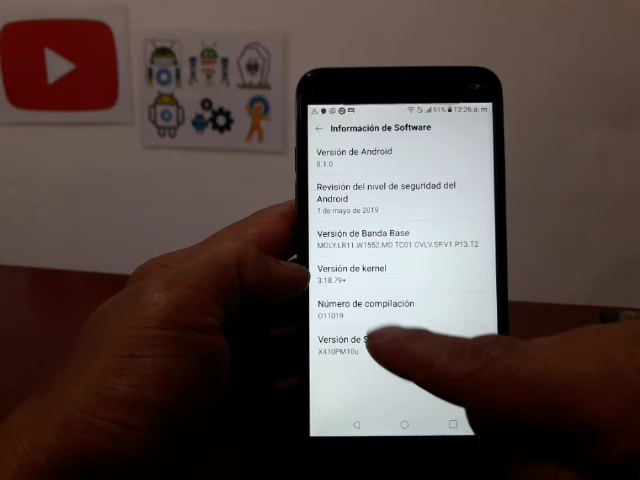 51% 12:26 a. m.
← Información de Software
Versión de Android
8.1.0
Revisión del nivel de seguridad del
Android
1 de mayo de 2019
Versión de Banda Base
MOLY.LR11.W1552.MD.TC01.CVLV.SP.V1.P13.T2
Versión de kernel
3.18.79+
Número de compilación
O11019
Versión de S
X410PM10u